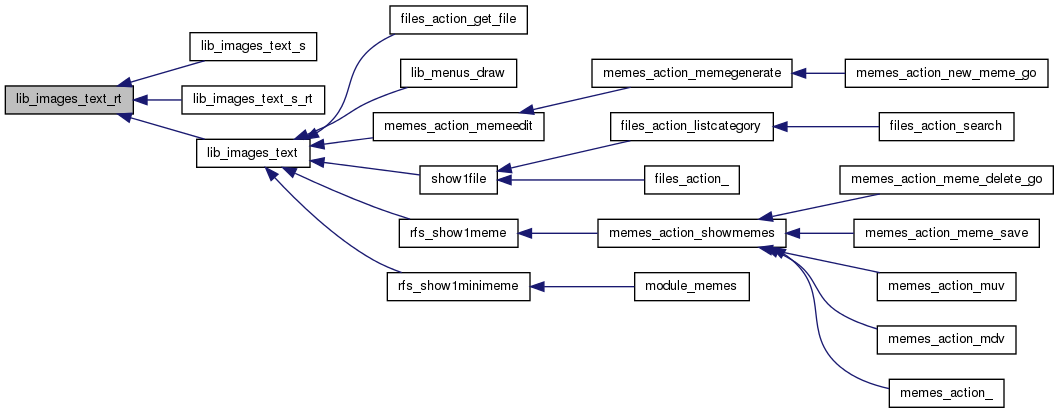 files_action_get_file
lib_images_text_s
lib_menus_draw
memes_action_memegenerate
memes_action_new_meme_go
lib_images_text_rt
lib_images_text_s_rt
memes_action_memeedit
files_action_listcategory
files_action_search
lib_images_text
show1file
files_action_
memes_action_meme_delete_go
rfs_show1meme
memes_action_showmemes
memes_action_meme_save
rfs_show1minimeme
module_memes
memes_action_muv
memes_action_mdv
memes_action_